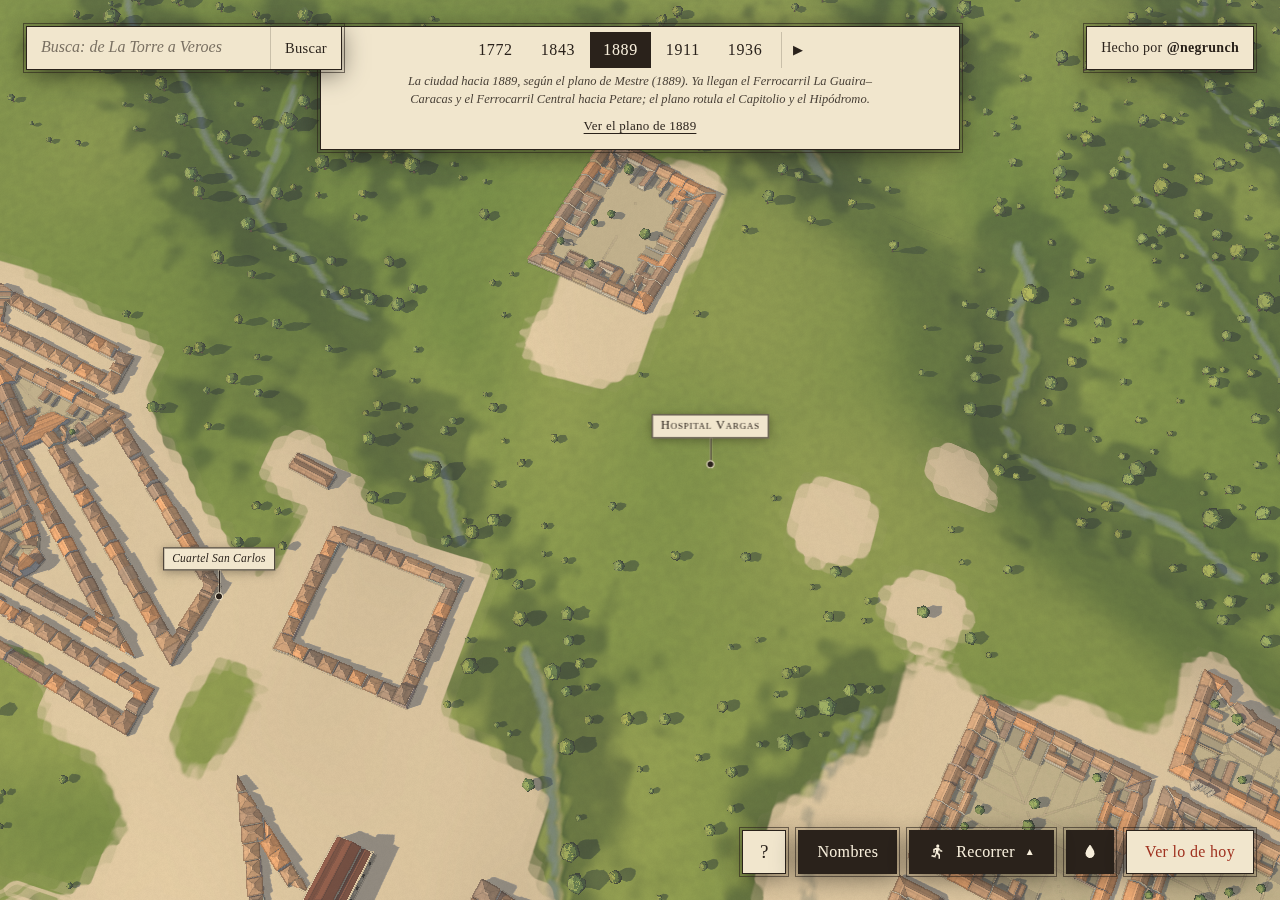 Busca: de La Torre a Veroes
Buscar
1772 1843 1889 1911 1936 ▶
La ciudad hacia 1889, según el plano de Mestre (1889). Ya llegan el Ferrocarril La Guaira–
Caracas y el Ferrocarril Central hacia Petare; el plano rotula el Capitolio y el Hipódromo.
Ver el plano de 1889
Hecho por @negrunch
Hospital Vargas
Cuartel San Carlos
?
Nombres
Recorrer ▲
Ver lo de hoy